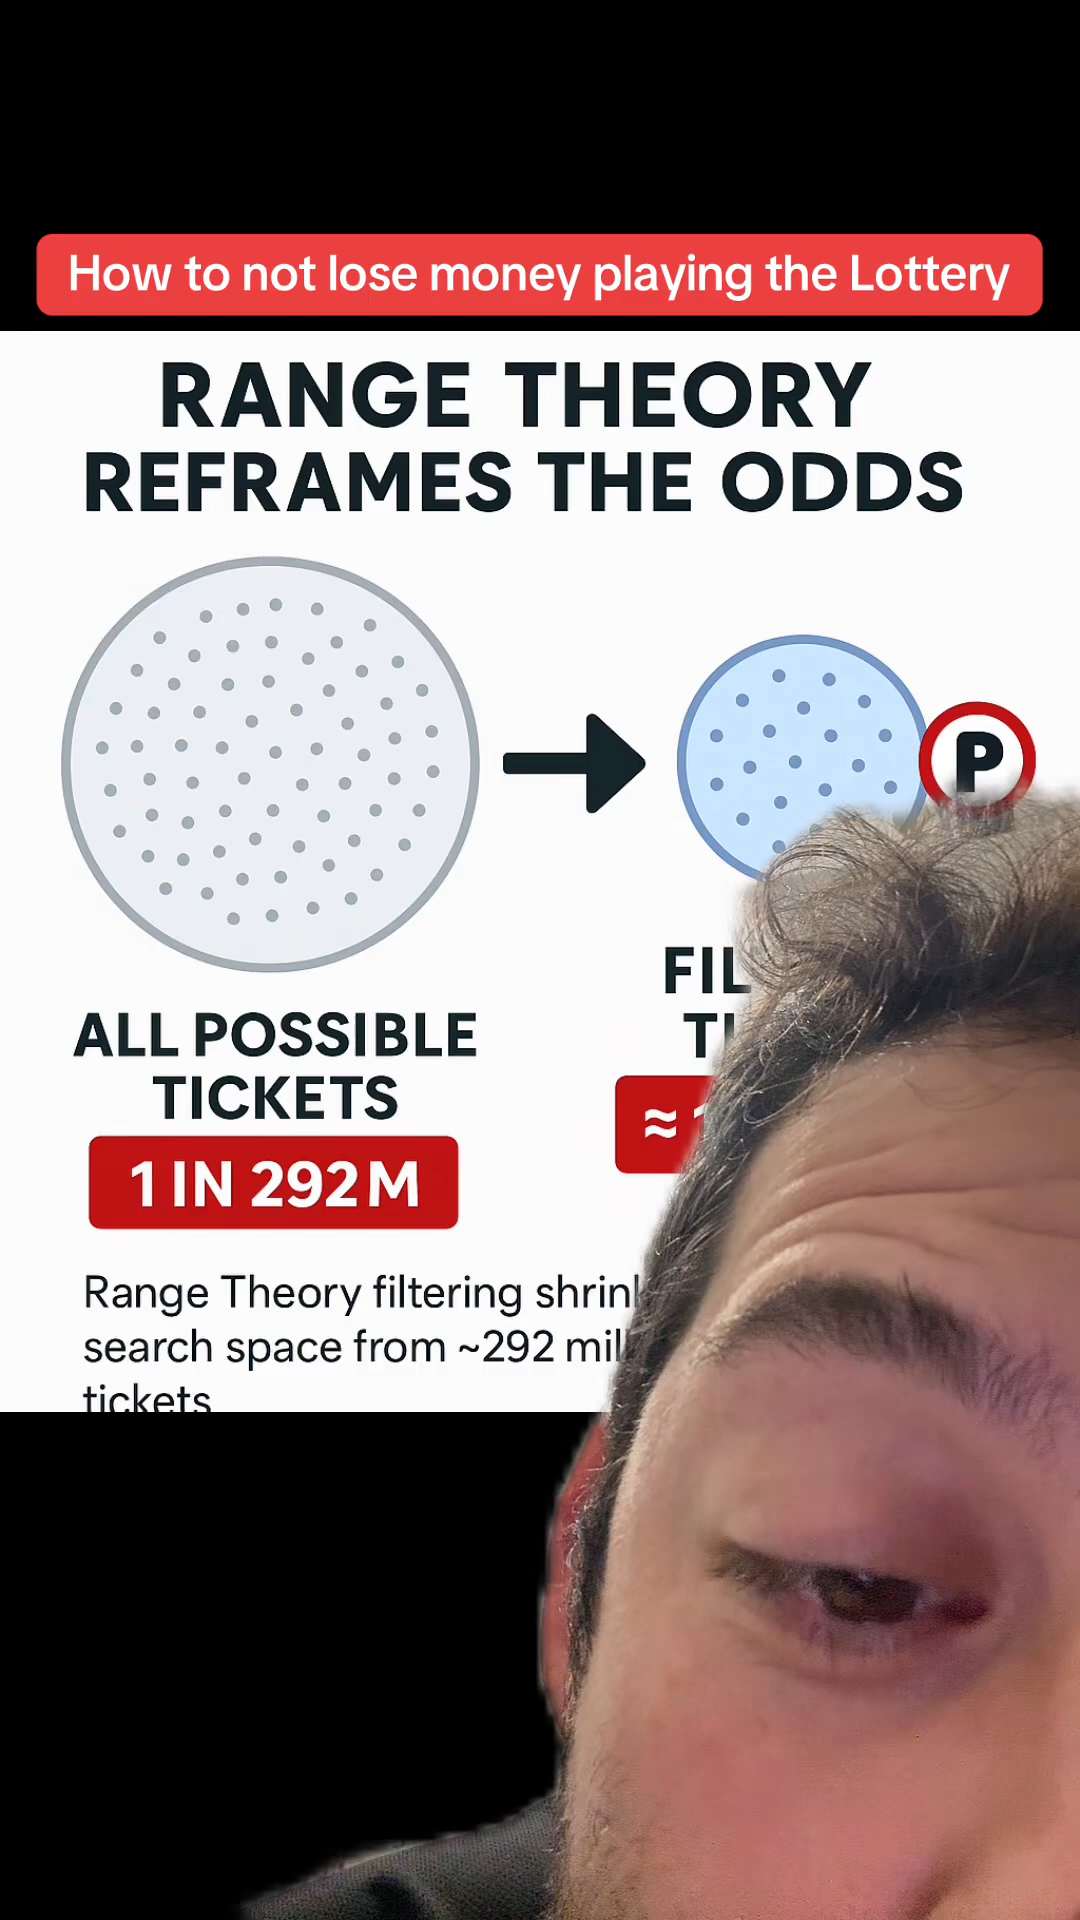 How to not lose money playing the Lottery
RANGE THEORY
REFRAMES THE ODDS
P
ALL POSSIBLE
TICKETS
1 IN 292M
≈
Range Theory filtering
search space from ~292
tickets